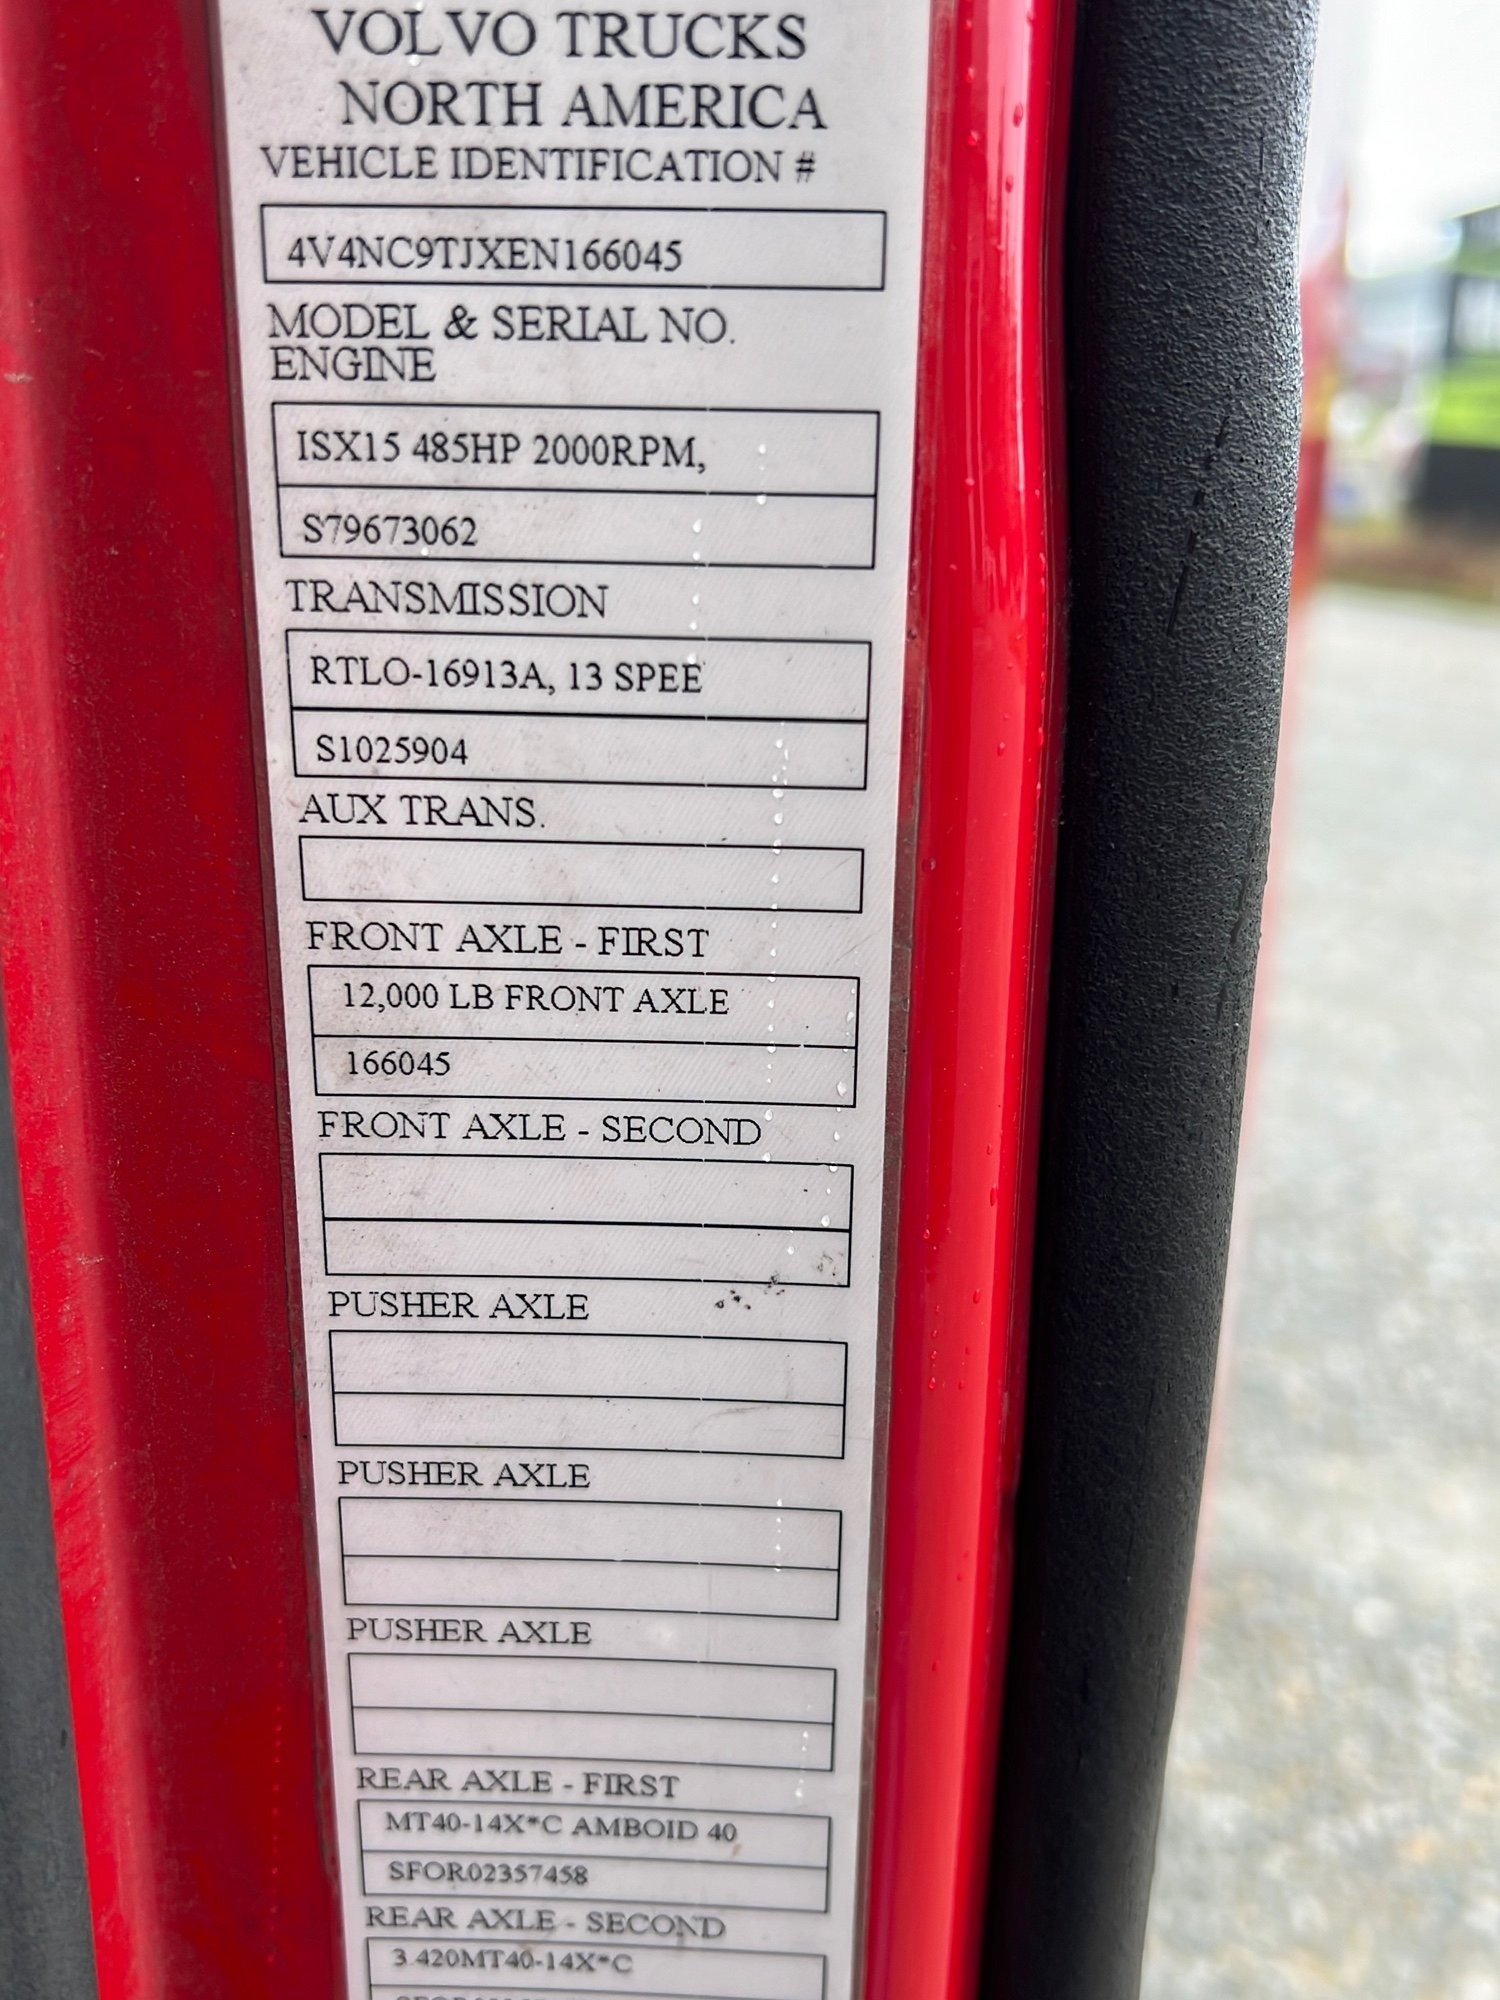 VOLVO TRUCKS
NORTH AMERICA
VEHICLE IDENTIFICATION #
4V4NC9TJXEN166045
MODEL & SERIAL NO.
ENGINE
ISX15 485HP 2000RPM,
S79673062
TRANSMISSION
RTLO-16913A, 13 SPEE
S1025904
AUX TRANS.
FRONT AXLE - FIRST
12,000 LB FRONT AXLE
166045
FRONT AXLE - SECOND
PUSHER AXLE
PUSHER AXLE
PUSHER AXLE
REAR AXLE - FIRST
MT40-14X*C AMBOID 40
SFOR02357458
REAR AXLE - SECOND
3.420MT40-14X*C